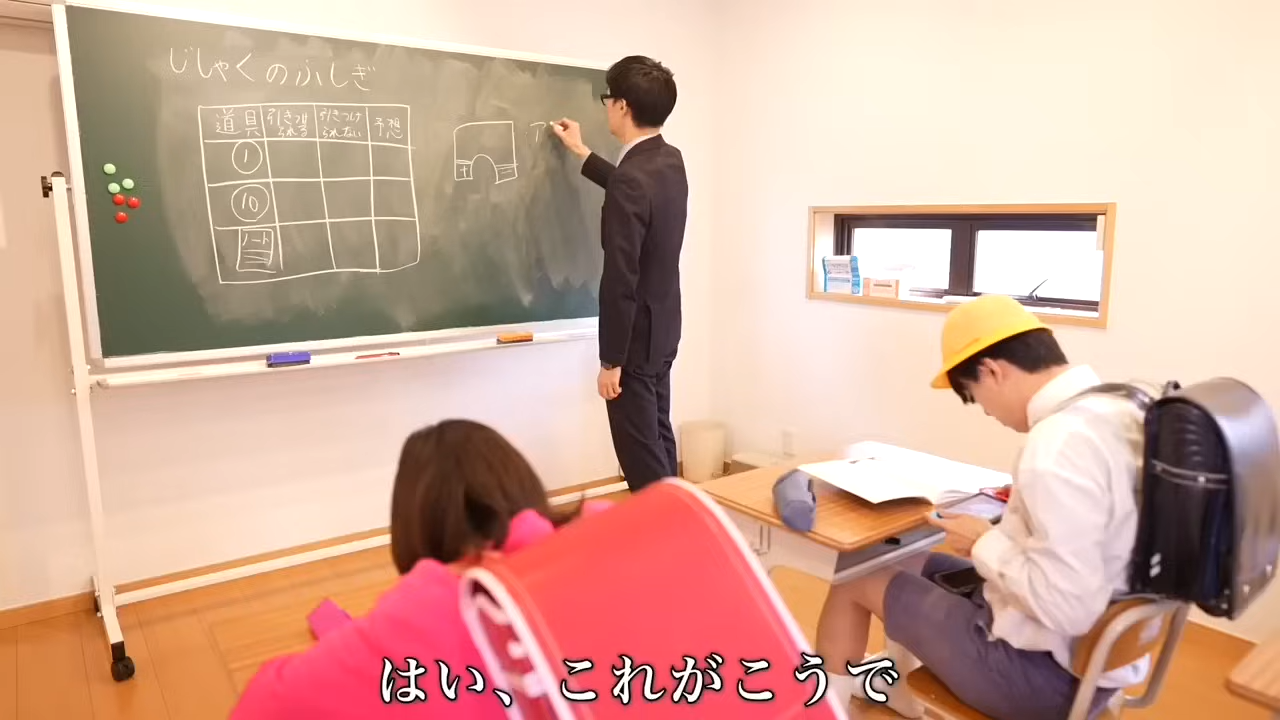 じしゃくのふしぎ
道具 引きつけられる 引きつけられない 予想
①
⑩
ノート
ア
+ −
はい、これがこうで